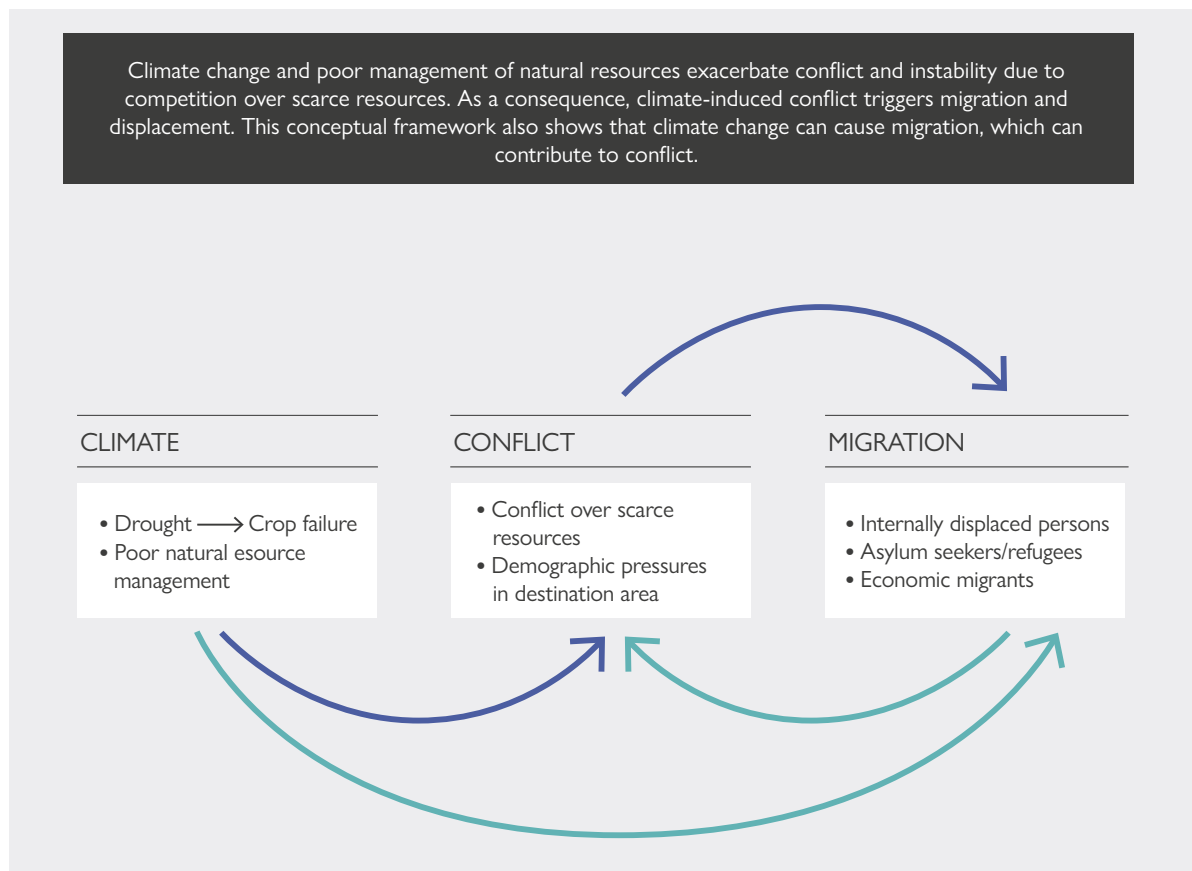 Climate change and poor management of natural resources exacerbate conflict and instability due to
competition over scarce resources. As a consequence, climate-induced conflict triggers migration and
displacement. This conceptual framework also shows that climate change can cause migration, which can
contribute to conflict.
CLIMATE
• Drought ⟶ Crop failure
• Poor natural esource
management
CONFLICT
• Conflict over scarce
resources
• Demographic pressures
in destination area
MIGRATION
• Internally displaced persons
• Asylum seekers/refugees
• Economic migrants